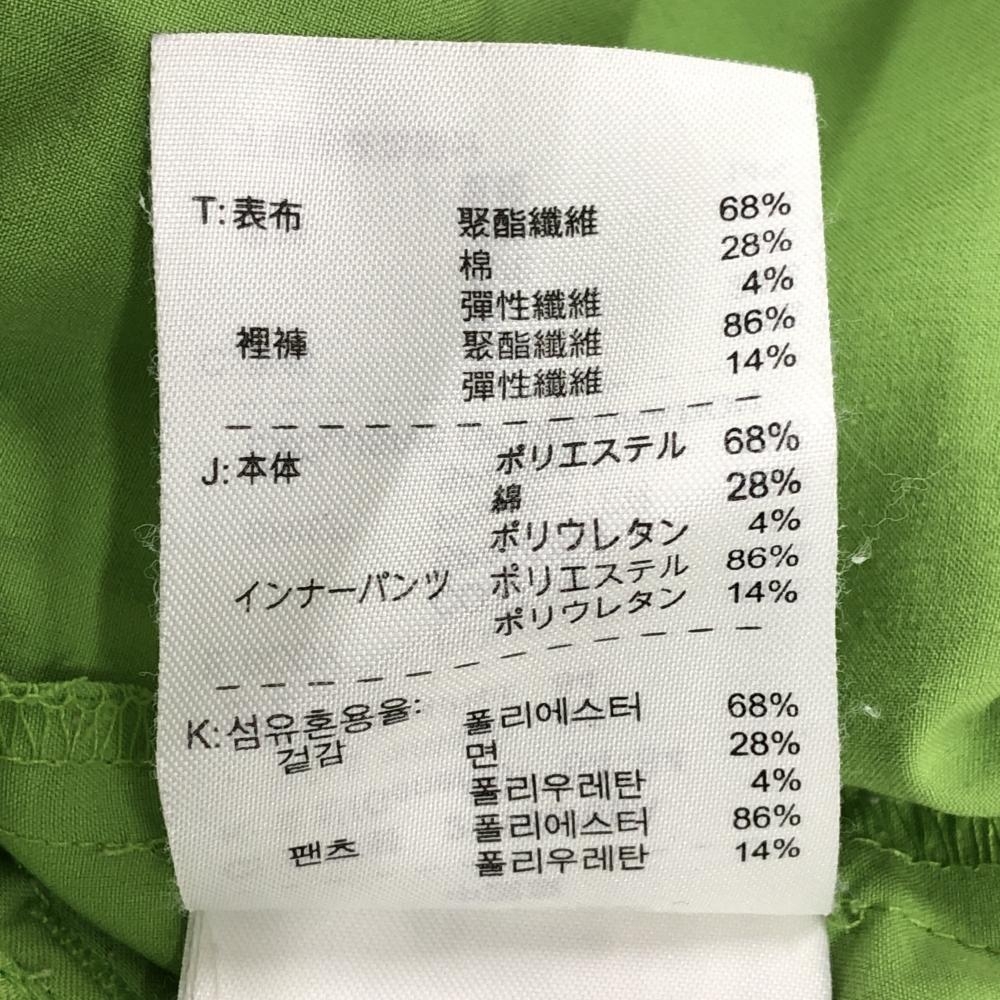 T: 表布 聚酯纖維 68%
棉 28%
彈性纖維 4%
裡褲 聚酯纖維 86%
彈性纖維 14%
J: 本体 ポリエステル 68%
綿 28%
ポリウレタン 4%
インナーパンツ ポリエステル 86%
ポリウレタン 14%
K: 섬유혼용율: 폴리에스터 68%
겉감 면 28%
폴리우레탄 4%
폴리에스터 86%
팬츠 폴리우레탄 14%